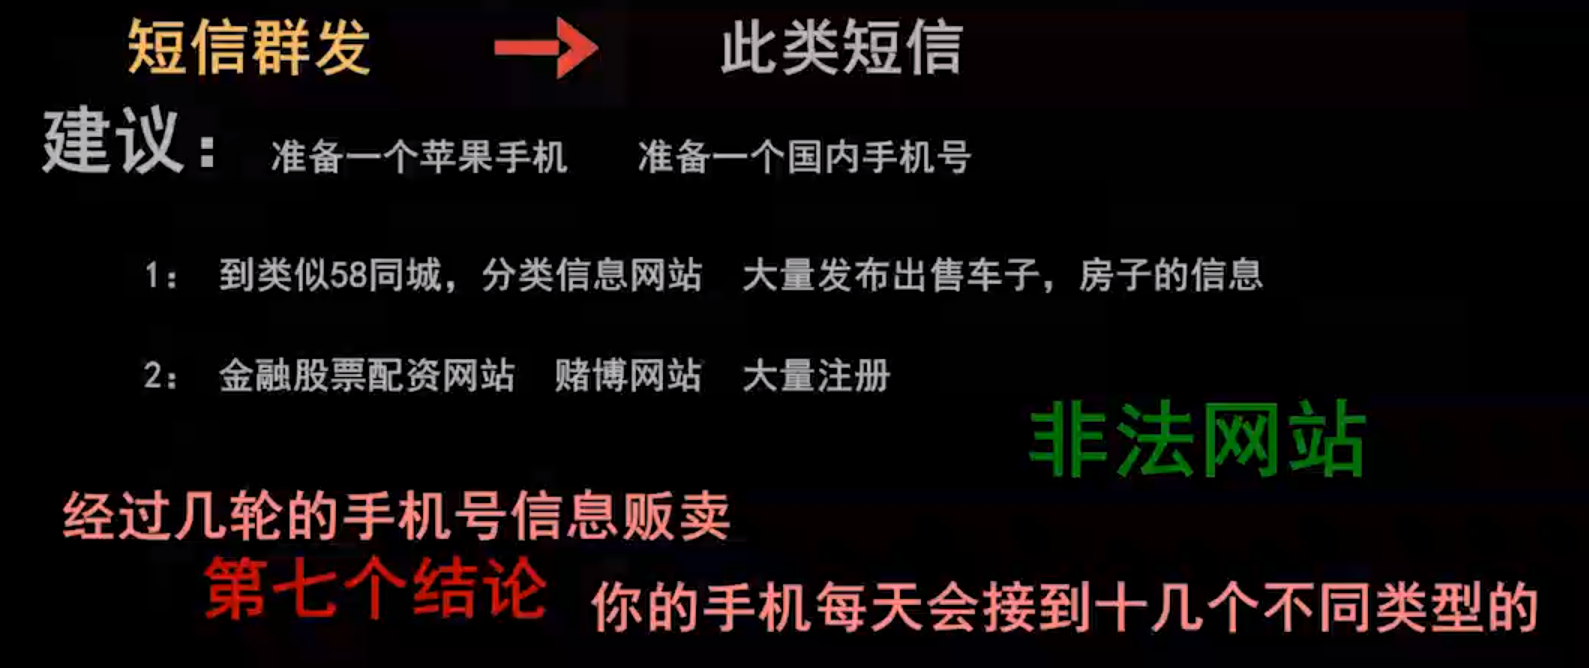 短信群发 → 此类短信
建议： 准备一个苹果手机 准备一个国内手机号
1： 到类似58同城，分类信息网站 大量发布出售车子，房子的信息
2： 金融股票配资网站 赌博网站 大量注册
非法网站
经过几轮的手机号信息贩卖
第七个结论 你的手机每天会接到十几个不同类型的